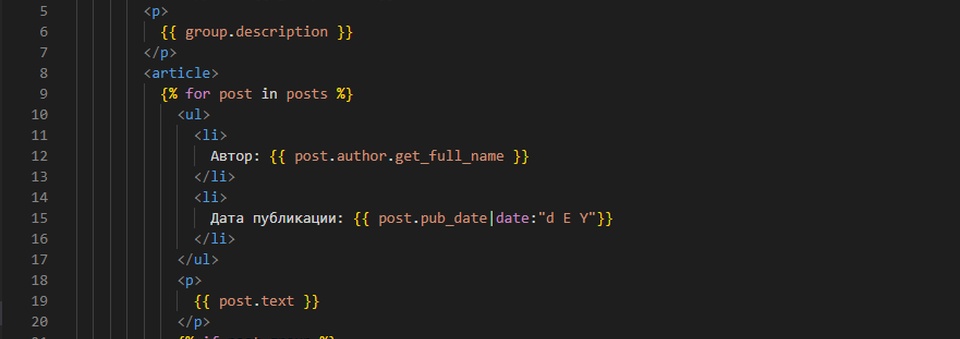 5 <p>
6 {{ group.description }}
7 </p>
8 <article>
9 {% for post in posts %}
10 <ul>
11 <li>
12 Автор: {{ post.author.get_full_name }}
13 </li>
14 <li>
15 Дата публикации: {{ post.pub_date|date:"d E Y"}}
16 </li>
17 </ul>
18 <p>
19 {{ post.text }}
20 </p>